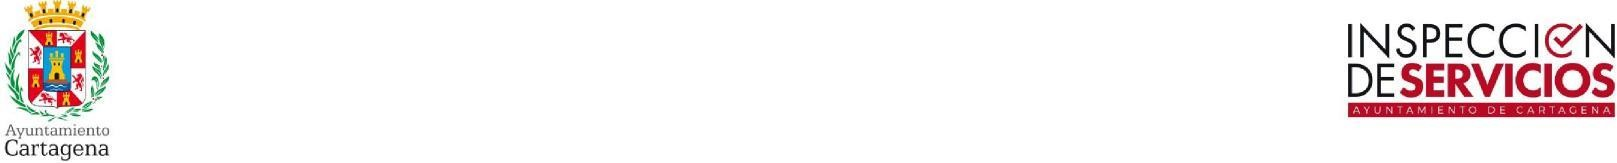 Ayuntamiento
Cartagena
INSPECCIÓN
DE SERVICIOS
AYUNTAMIENTO DE CARTAGENA